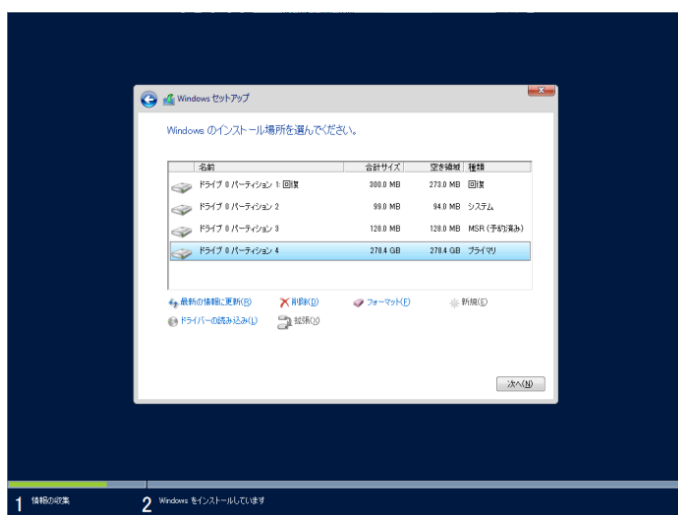 Windows セットアップ
Windows のインストール場所を選んでください。
名前 合計サイズ 空き領域 種類
ドライブ 0 パーティション 1: 回復 300.0 MB 273.0 MB 回復
ドライブ 0 パーティション 2 99.0 MB 94.0 MB システム
ドライブ 0 パーティション 3 128.0 MB 128.0 MB MSR (予約済み)
ドライブ 0 パーティション 4 278.4 GB 278.4 GB プライマリ
最新の情報に更新(R) 削除(D) フォーマット(F) 新規(E)
ドライバーの読み込み(L) 拡張(X)
次へ(N)
1 情報の収集 2 Windows をインストールしています